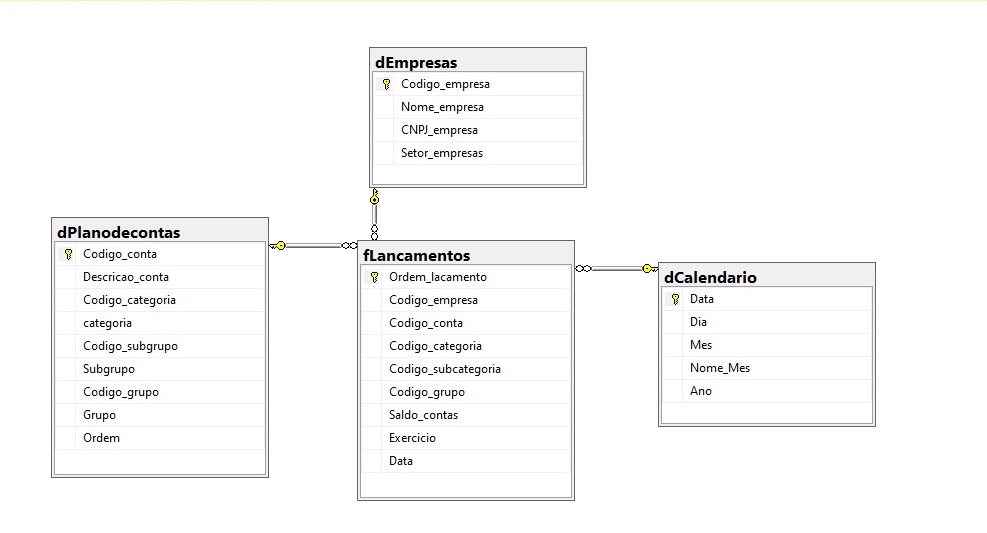 dEmpresas
Codigo_empresa
Nome_empresa
CNPJ_empresa
Setor_empresas
dPlanodecontas
Codigo_conta
Descricao_conta
Codigo_categoria
categoria
Codigo_subgrupo
Subgrupo
Codigo_grupo
Grupo
Ordem
fLancamentos
Ordem_lacamento
Codigo_empresa
Codigo_conta
Codigo_categoria
Codigo_subcategoria
Codigo_grupo
Saldo_contas
Exercicio
Data
dCalendario
Data
Dia
Mes
Nome_Mes
Ano